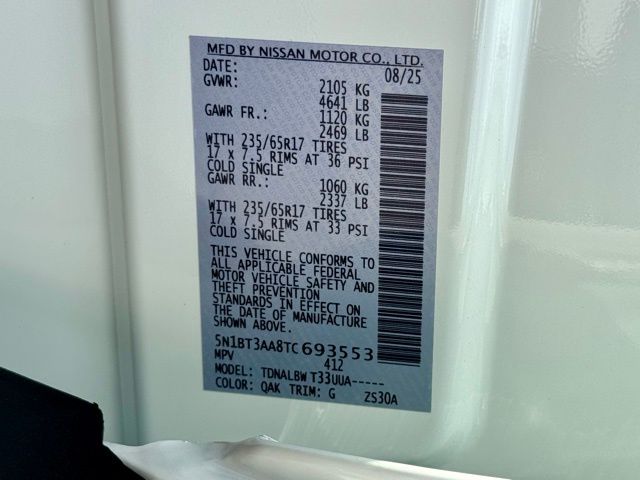 MFD BY NISSAN MOTOR CO., LTD.
DATE: 08/25
GVWR: 2105 KG
4641 LB
GAWR FR.: 1120 KG
2469 LB
WITH 235/65R17 TIRES
17 x 7.5 RIMS AT 36 PSI
COLD SINGLE
GAWR RR.: 1060 KG
2337 LB
WITH 235/65R17 TIRES
17 x 7.5 RIMS AT 33 PSI
COLD SINGLE
THIS VEHICLE CONFORMS TO
ALL APPLICABLE FEDERAL
MOTOR VEHICLE SAFETY AND
THEFT PREVENTION
STANDARDS IN EFFECT ON
THE DATE OF MANUFACTURE
SHOWN ABOVE.
5N1BT3AA8TC693553
MPV 412
MODEL: TDNALBW T33UUA-----
COLOR: QAK TRIM: G ZS30A